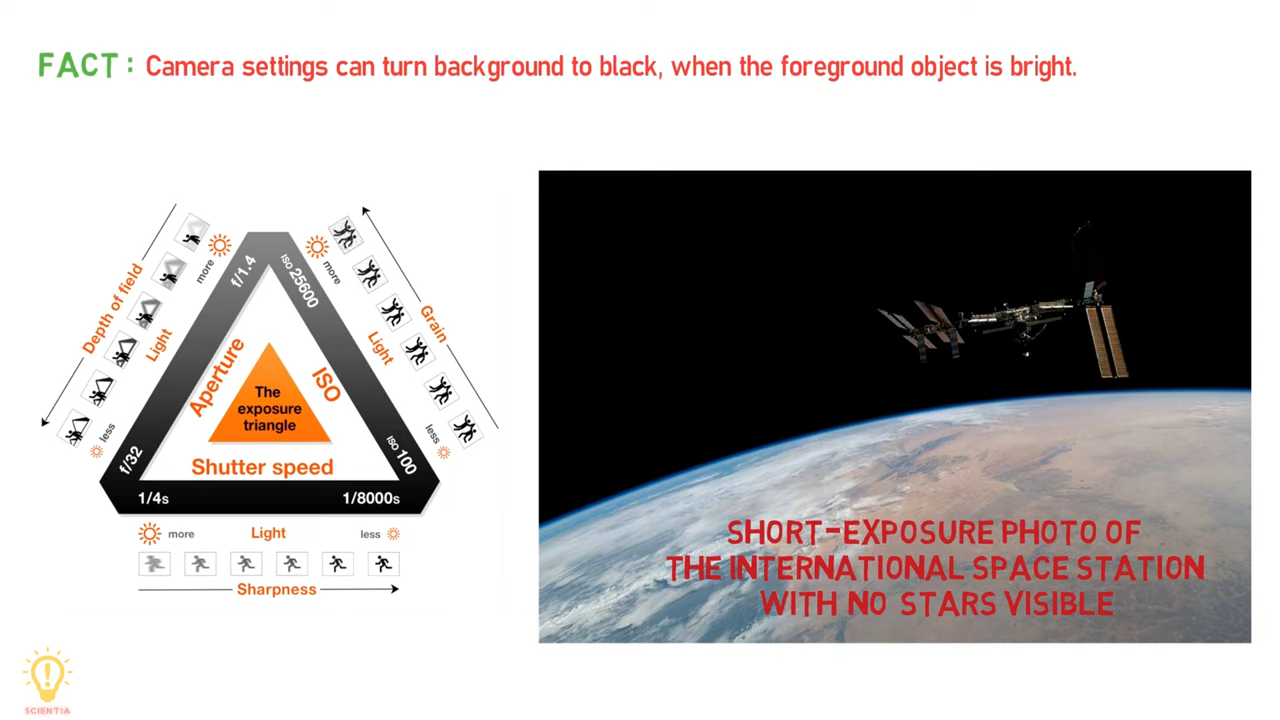 FACT : Camera settings can turn background to black, when the foreground object is bright.
Depth of field
Light
more
less
f/1.4
f/32
Aperture
ISO 25600
ISO 100
ISO
more
Light
less
Grain
The
exposure
triangle
Shutter speed
1/4s
1/8000s
more
Light
less
Sharpness
SHORT-EXPOSURE PHOTO OF
THE INTERNATIONAL SPACE STATION
WITH NO STARS VISIBLE
SCIENTIA